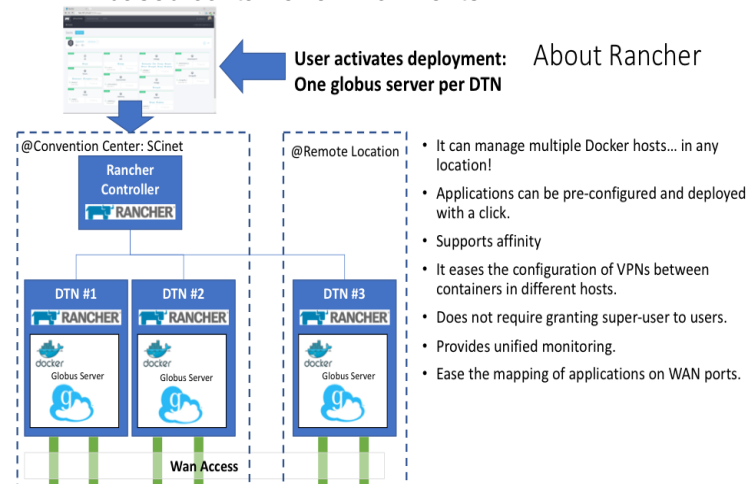 User activates deployment:
One globus server per DTN
About Rancher
@Convention Center: SCinet
@Remote Location
Rancher
Controller
RANCHER
DTN #1
DTN #2
DTN #3
RANCHER
RANCHER
RANCHER
docker
docker
docker
Globus Server
Globus Server
Globus Server
g
g
g
Wan Access
• It can manage multiple Docker hosts… in any
location!
• Applications can be pre-configured and deployed
with a click.
• Supports affinity
• It eases the configuration of VPNs between
containers in different hosts.
• Does not require granting super-user to users.
• Provides unified monitoring.
• Ease the mapping of applications on WAN ports.